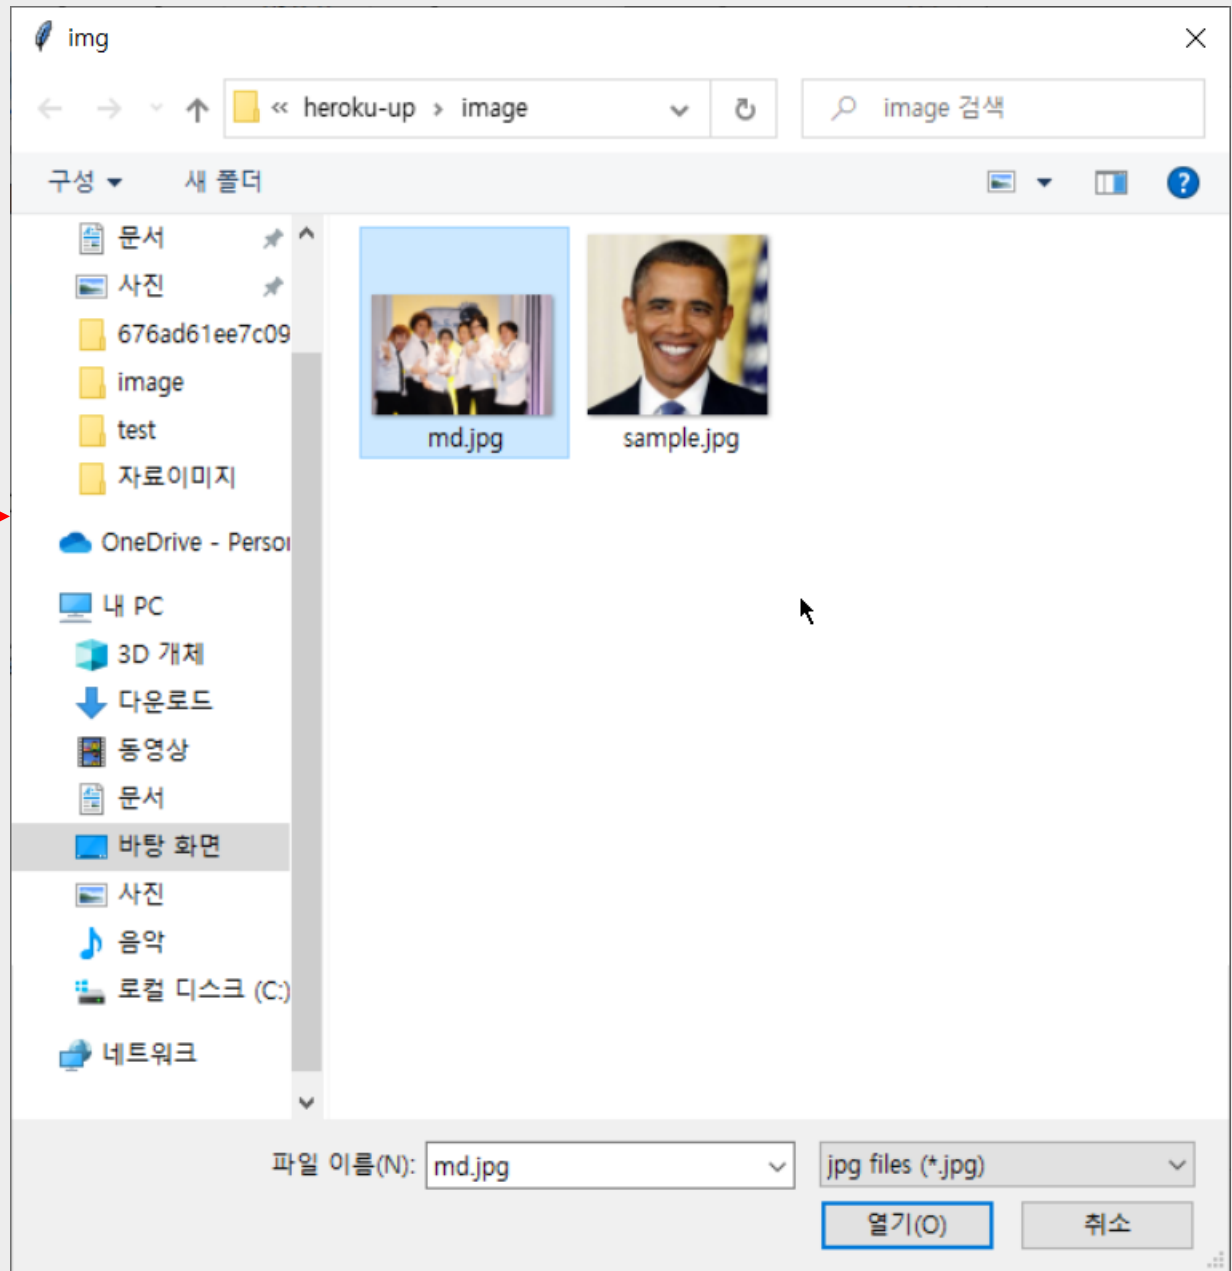 img
« heroku-up › image
image 검색
구성
새 폴더
문서
사진
676ad61ee7c09
image
test
자료이미지
OneDrive - Person
내 PC
3D 개체
다운로드
동영상
문서
바탕 화면
사진
음악
로컬 디스크 (C:)
네트워크
md.jpg
sample.jpg
파일 이름(N):
md.jpg
jpg files (*.jpg)
열기(O)
취소